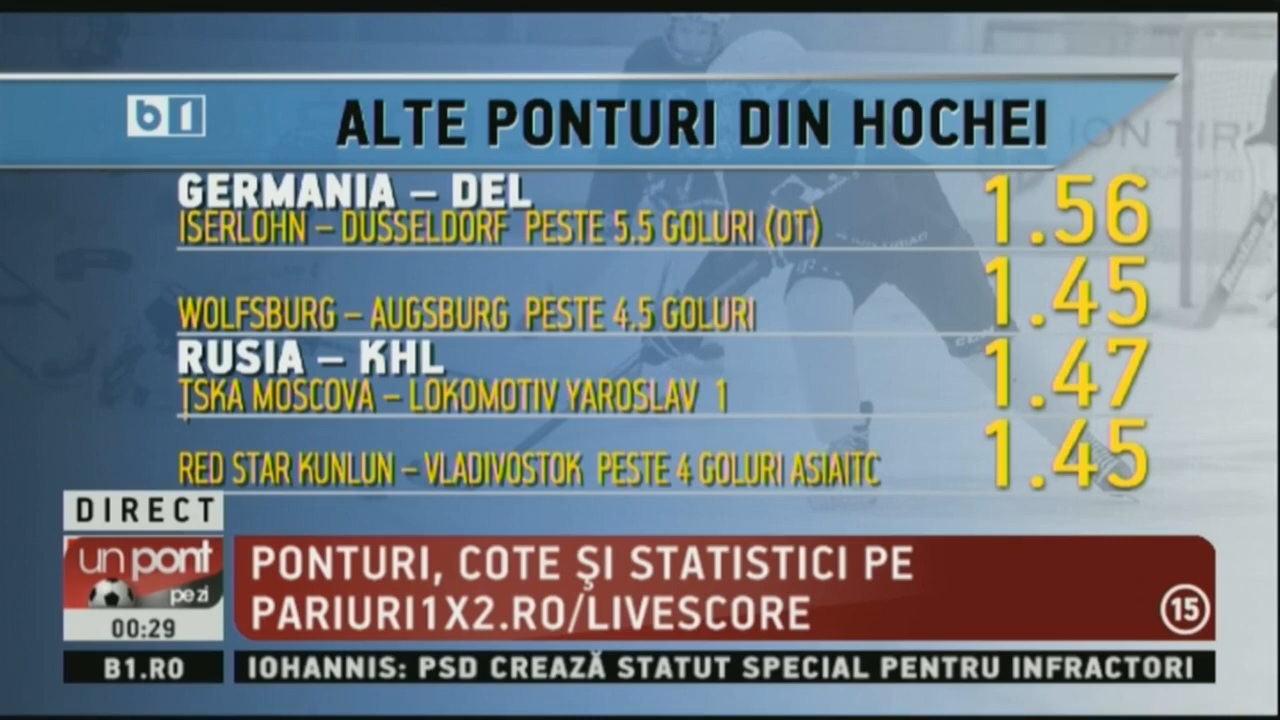 b1
ALTE PONTURI DIN HOCHEI
ION ȚIR
GERMANIA – DEL
ISERLOHN – DUSSELDORF PESTE 5.5 GOLURI (OT) 1.56
WOLFSBURG – AUGSBURG PESTE 4.5 GOLURI 1.45
RUSIA – KHL
ȚSKA MOSCOVA – LOKOMOTIV YAROSLAV 1 1.47
RED STAR KUNLUN – VLADIVOSTOK PESTE 4 GOLURI ASIAITC 1.45
DIRECT
un pont
pe zi
00:29
B1.RO
PONTURI, COTE ŞI STATISTICI PE
PARIURI1X2.RO/LIVESCORE
15
IOHANNIS: PSD CREAZĂ STATUT SPECIAL PENTRU INFRACTORI